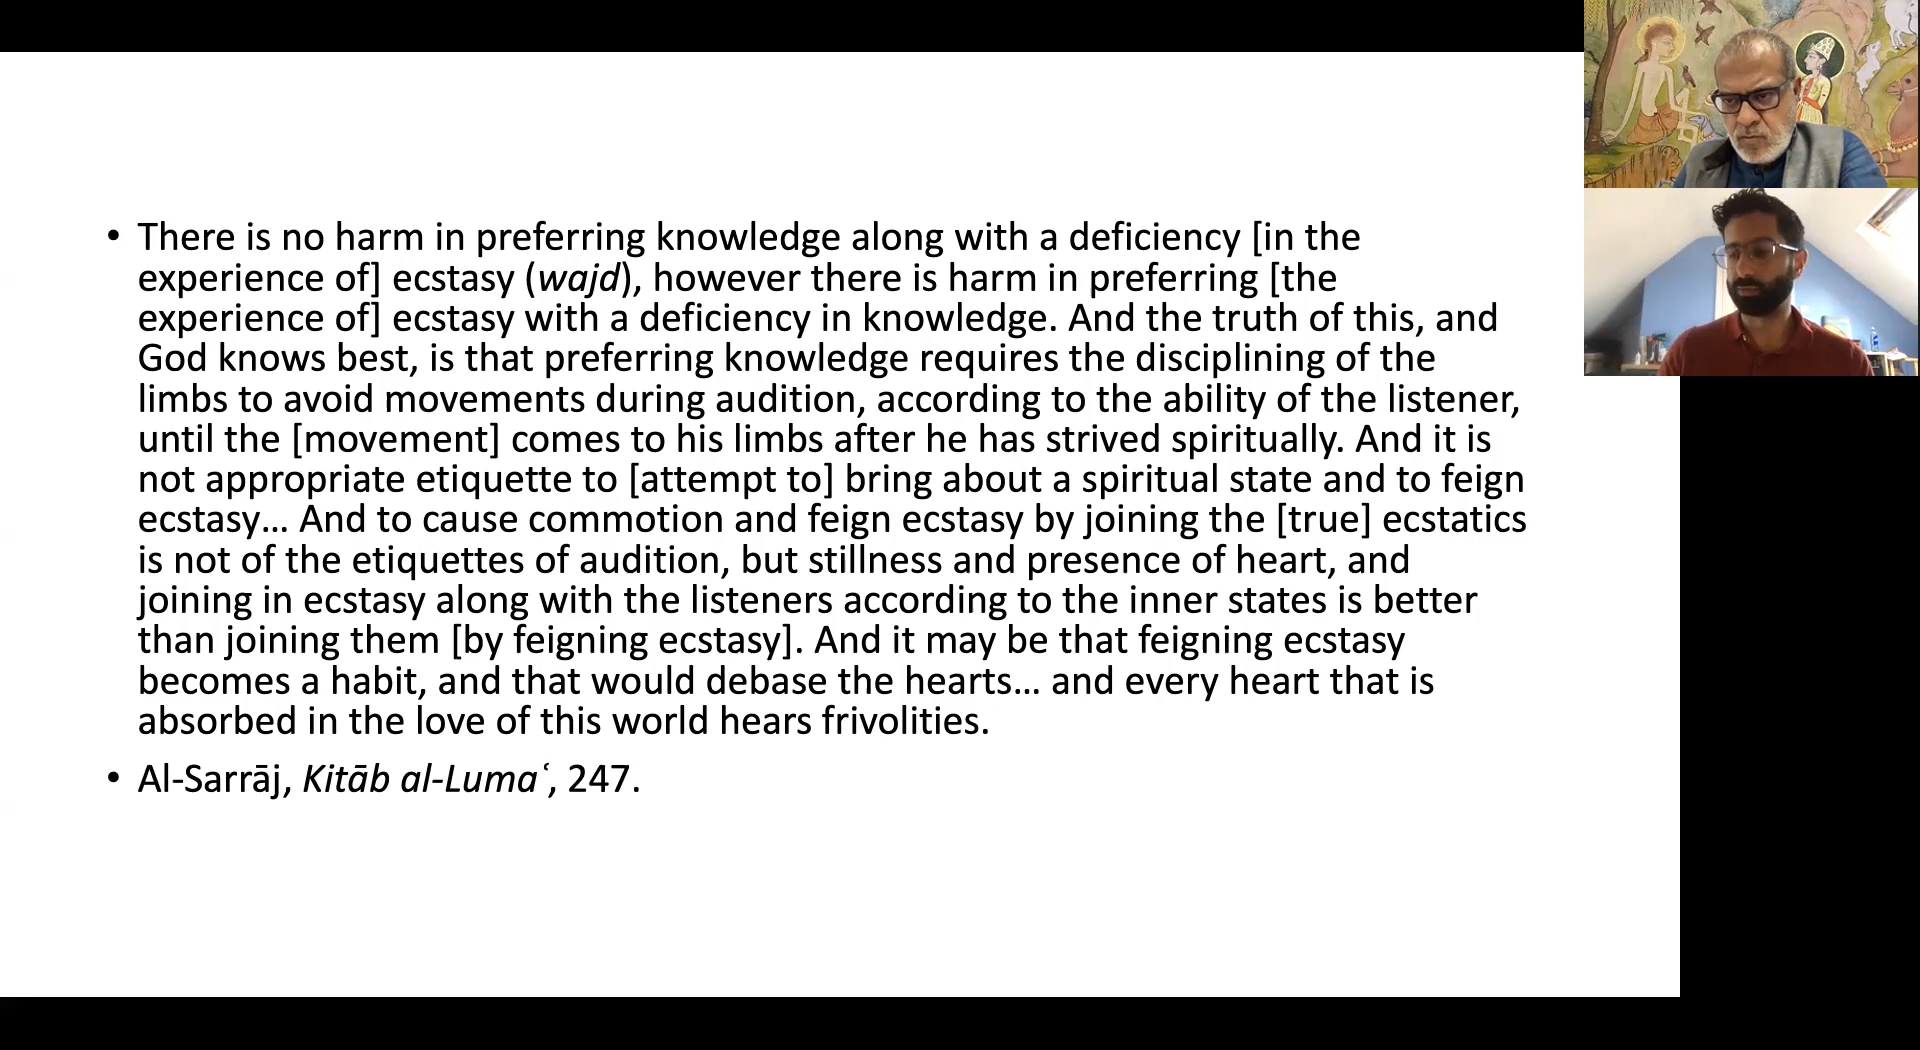 • There is no harm in preferring knowledge along with a deficiency [in the
experience of] ecstasy (wajd), however there is harm in preferring [the
experience of] ecstasy with a deficiency in knowledge. And the truth of this, and
God knows best, is that preferring knowledge requires the disciplining of the
limbs to avoid movements during audition, according to the ability of the listener,
until the [movement] comes to his limbs after he has strived spiritually. And it is
not appropriate etiquette to [attempt to] bring about a spiritual state and to feign
ecstasy… And to cause commotion and feign ecstasy by joining the [true] ecstatics
is not of the etiquettes of audition, but stillness and presence of heart, and
joining in ecstasy along with the listeners according to the inner states is better
than joining them [by feigning ecstasy]. And it may be that feigning ecstasy
becomes a habit, and that would debase the hearts… and every heart that is
absorbed in the love of this world hears frivolities.
• Al-Sarrāj, Kitāb al-Lumaʿ, 247.